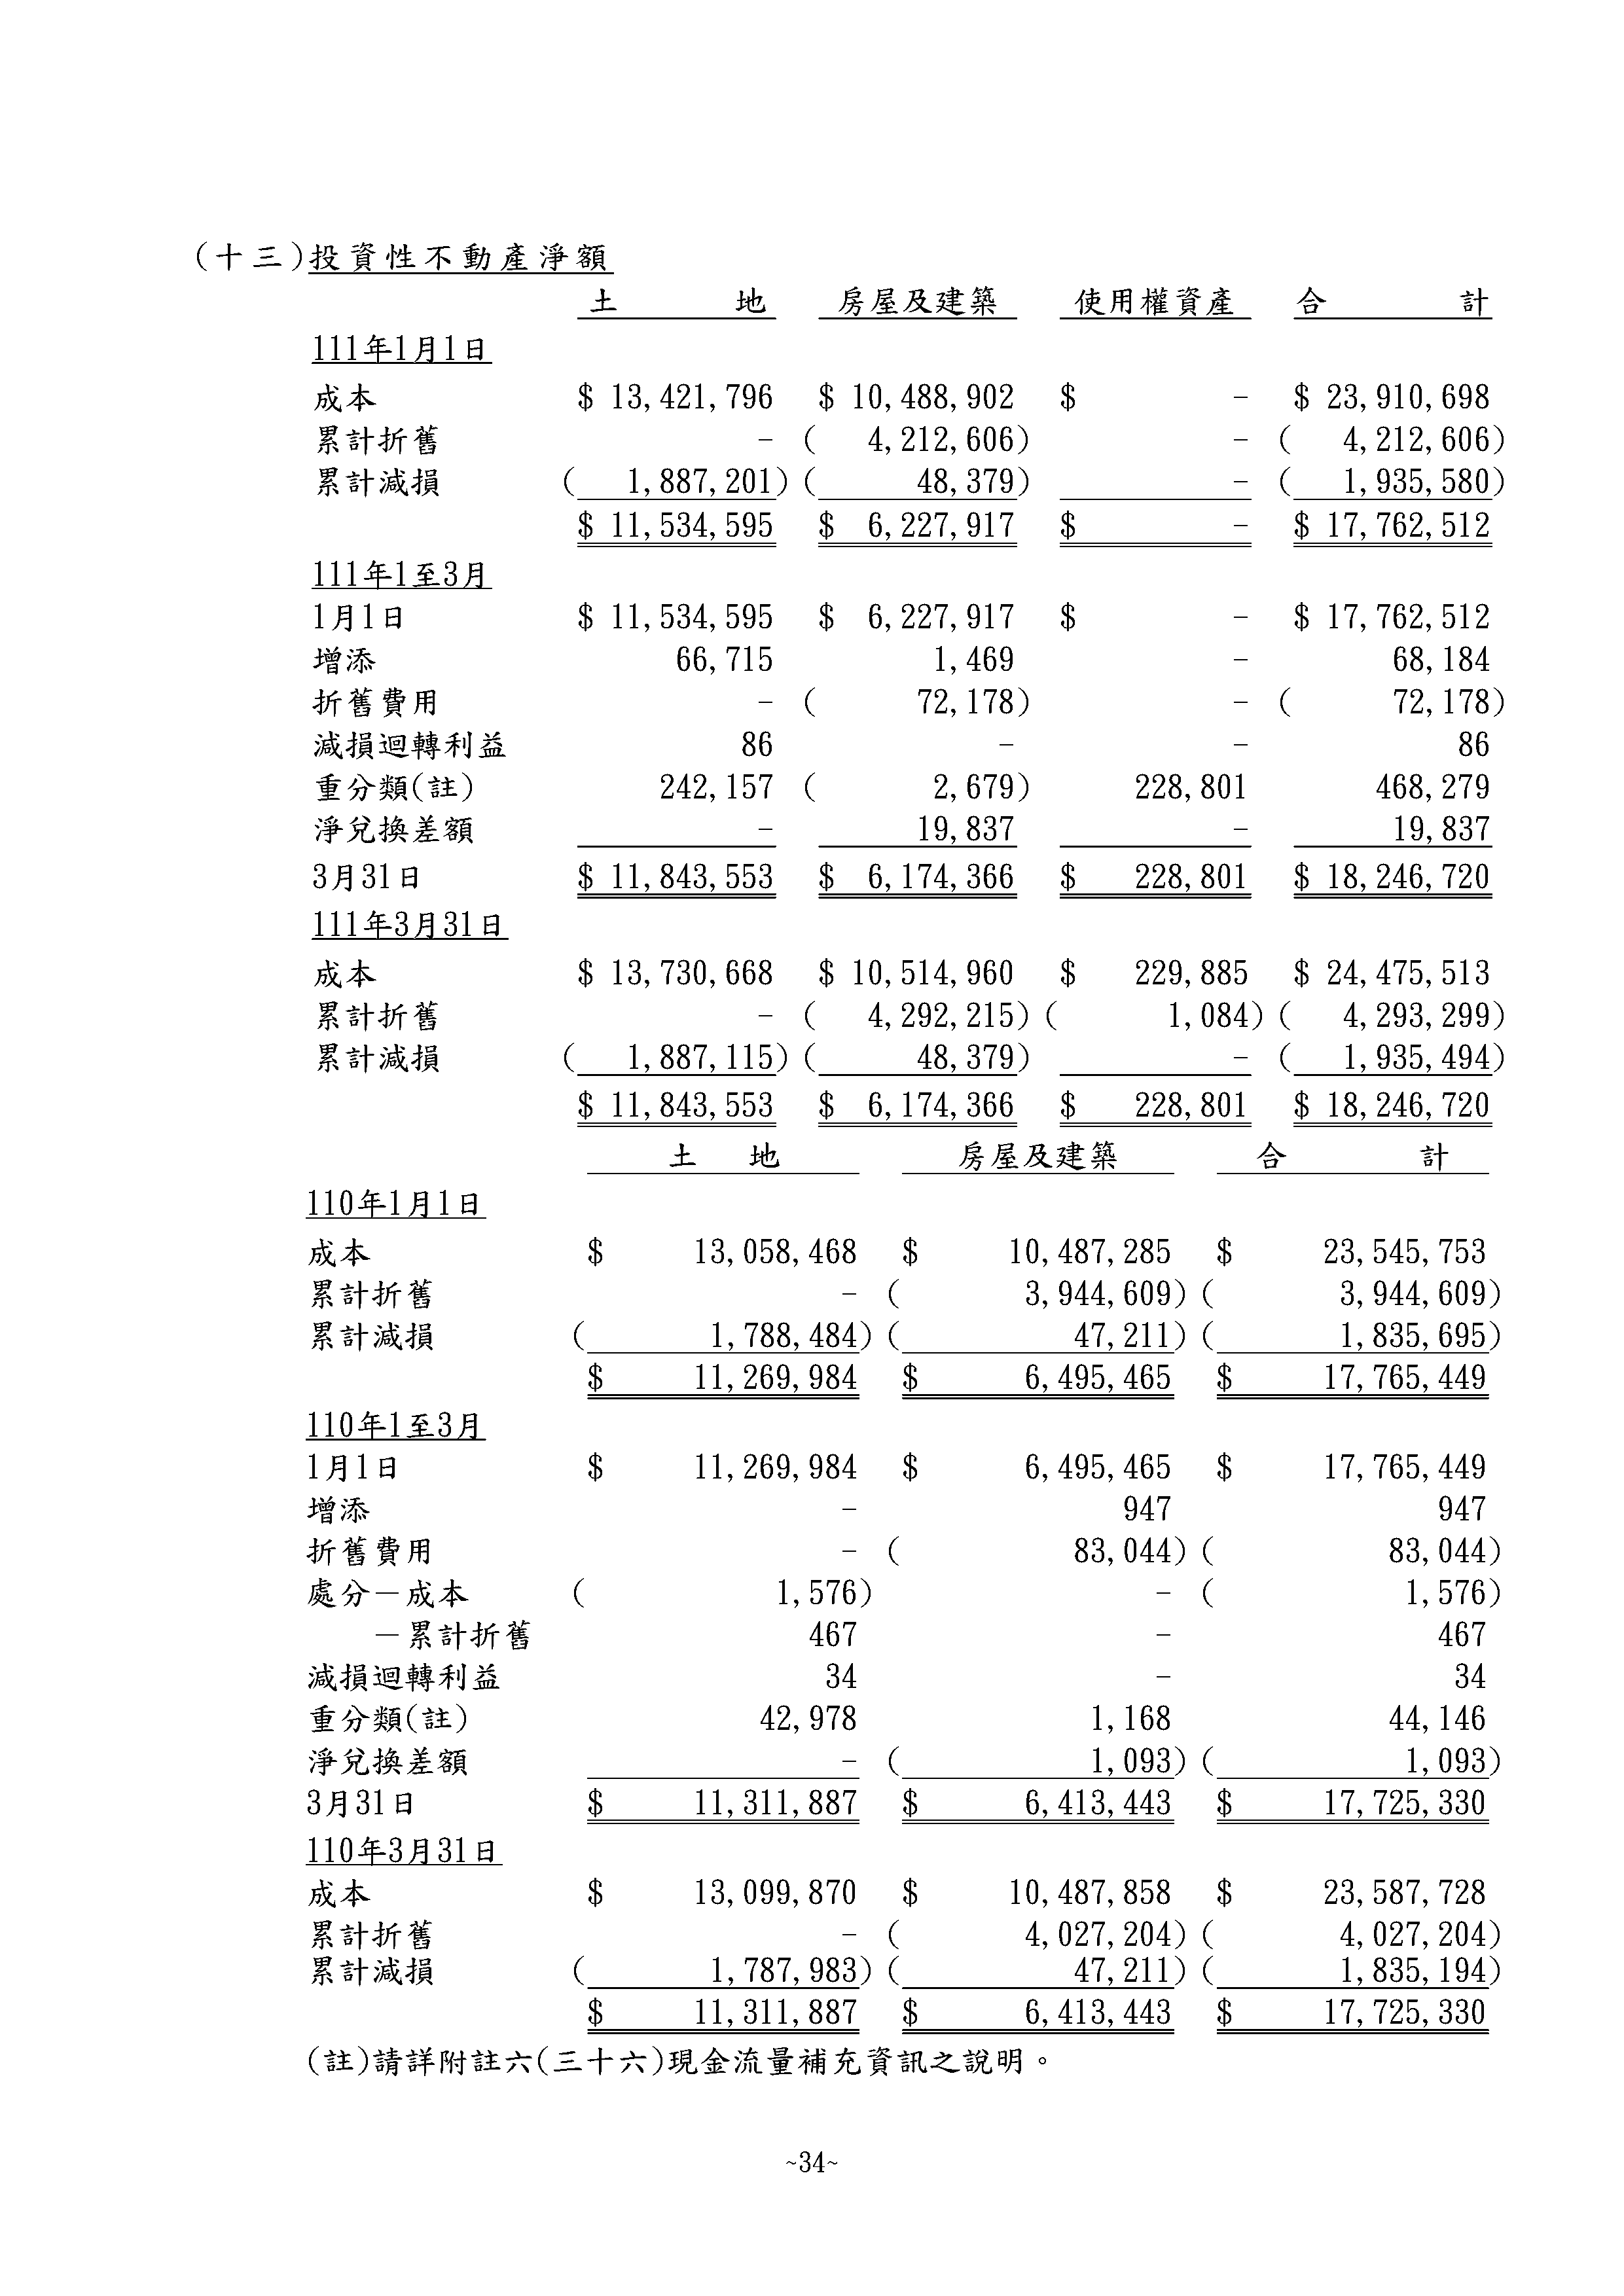 (十三)投資性不動產淨額
土 地 房屋及建築 使用權資產 合 計
111年1月1日
成本 $ 13,421,796 $ 10,488,902 $ - $ 23,910,698
累計折舊 - ( 4,212,606) - ( 4,212,606)
累計減損 ( 1,887,201) ( 48,379) - ( 1,935,580)
$ 11,534,595 $ 6,227,917 $ - $ 17,762,512
111年1至3月
1月1日 $ 11,534,595 $ 6,227,917 $ - $ 17,762,512
增添 66,715 1,469 - 68,184
折舊費用 - ( 72,178) - ( 72,178)
減損迴轉利益 86 - - 86
重分類(註) 242,157 ( 2,679) 228,801 468,279
淨兌換差額 - 19,837 - 19,837
3月31日 $ 11,843,553 $ 6,174,366 $ 228,801 $ 18,246,720
111年3月31日
成本 $ 13,730,668 $ 10,514,960 $ 229,885 $ 24,475,513
累計折舊 - ( 4,292,215) ( 1,084) ( 4,293,299)
累計減損 ( 1,887,115) ( 48,379) - ( 1,935,494)
$ 11,843,553 $ 6,174,366 $ 228,801 $ 18,246,720
土 地 房屋及建築 合 計
110年1月1日
成本 $ 13,058,468 $ 10,487,285 $ 23,545,753
累計折舊 - ( 3,944,609) ( 3,944,609)
累計減損 ( 1,788,484) ( 47,211) ( 1,835,695)
$ 11,269,984 $ 6,495,465 $ 17,765,449
110年1至3月
1月1日 $ 11,269,984 $ 6,495,465 $ 17,765,449
增添 - 947 947
折舊費用 - ( 83,044) ( 83,044)
處分－成本 ( 1,576) - ( 1,576)
－累計折舊 467 - 467
減損迴轉利益 34 - 34
重分類(註) 42,978 1,168 44,146
淨兌換差額 - ( 1,093) ( 1,093)
3月31日 $ 11,311,887 $ 6,413,443 $ 17,725,330
110年3月31日
成本 $ 13,099,870 $ 10,487,858 $ 23,587,728
累計折舊 - ( 4,027,204) ( 4,027,204)
累計減損 ( 1,787,983) ( 47,211) ( 1,835,194)
$ 11,311,887 $ 6,413,443 $ 17,725,330
(註)請詳附註六(三十六)現金流量補充資訊之說明。
~34~